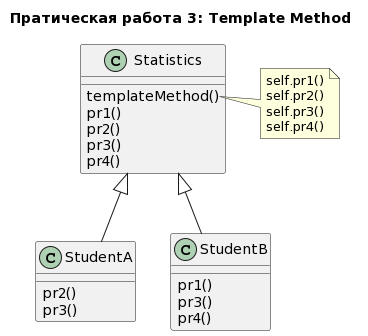 Пратическая работа 3: Template Method
C Statistics
templateMethod()
pr1()
pr2()
pr3()
pr4()
self.pr1()
self.pr2()
self.pr3()
self.pr4()
C StudentA
pr2()
pr3()
C StudentB
pr1()
pr3()
pr4()